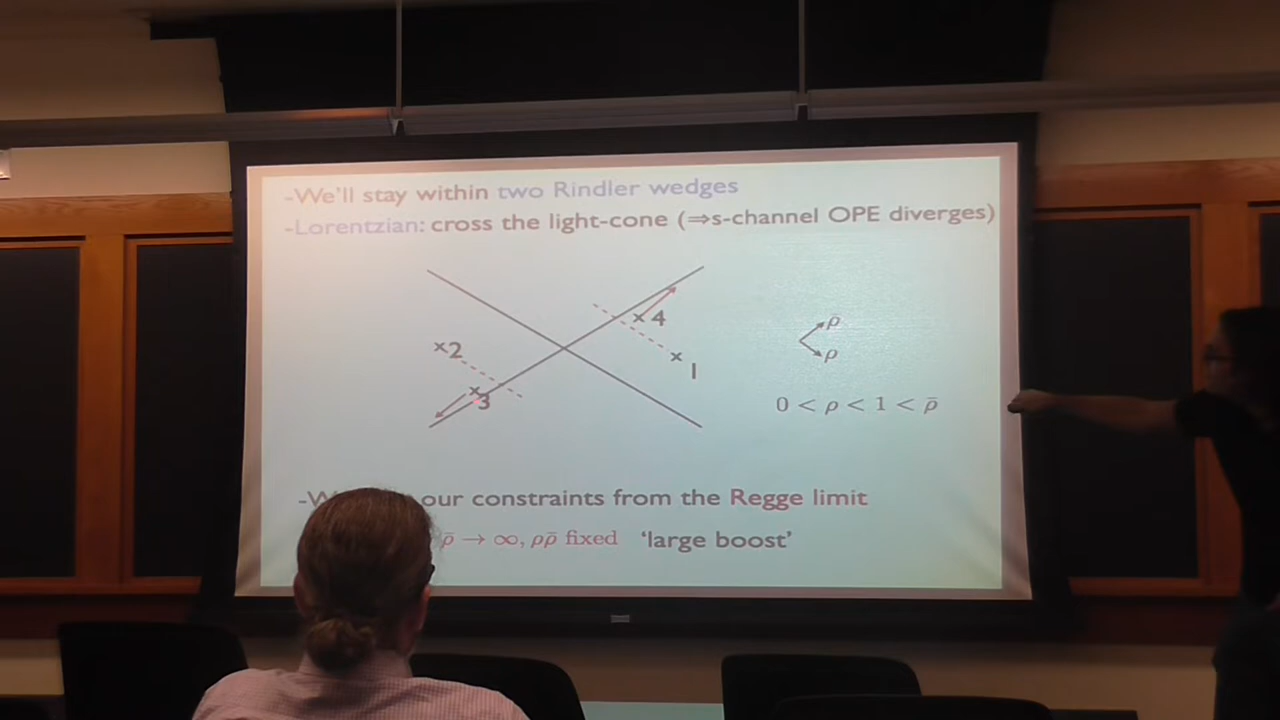 -We'll stay within two Rindler wedges
-Lorentzian: cross the light-cone (⇒s-channel OPE diverges)
×2
×3
×4
×
1
ρ̄
ρ
0 < ρ < 1 < ρ̄
our constraints from the Regge limit
ρ̄ → ∞, ρρ̄ fixed 'large boost'